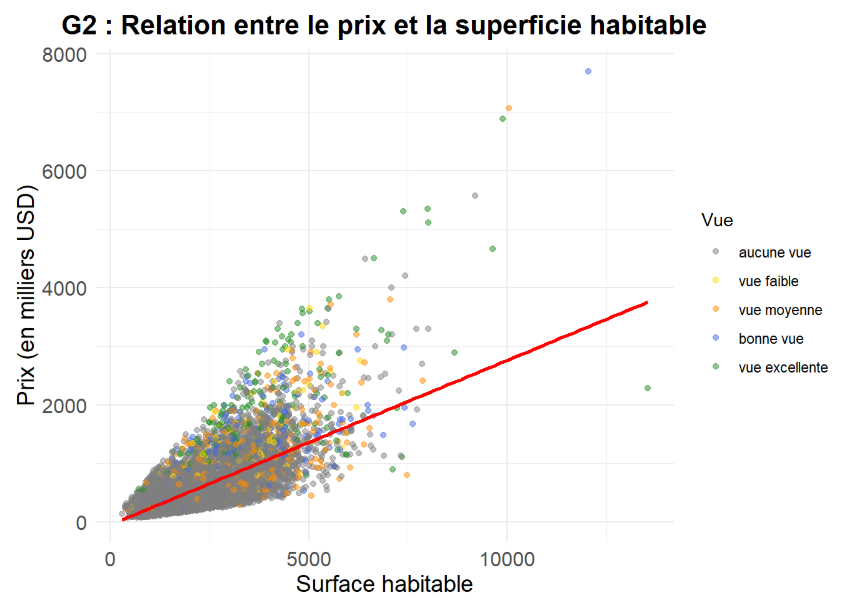 G2 : Relation entre le prix et la superficie habitable
8000
6000
4000
2000
0
Prix (en milliers USD)
0
5000
10000
Surface habitable
Vue
aucune vue
vue faible
vue moyenne
bonne vue
vue excellente